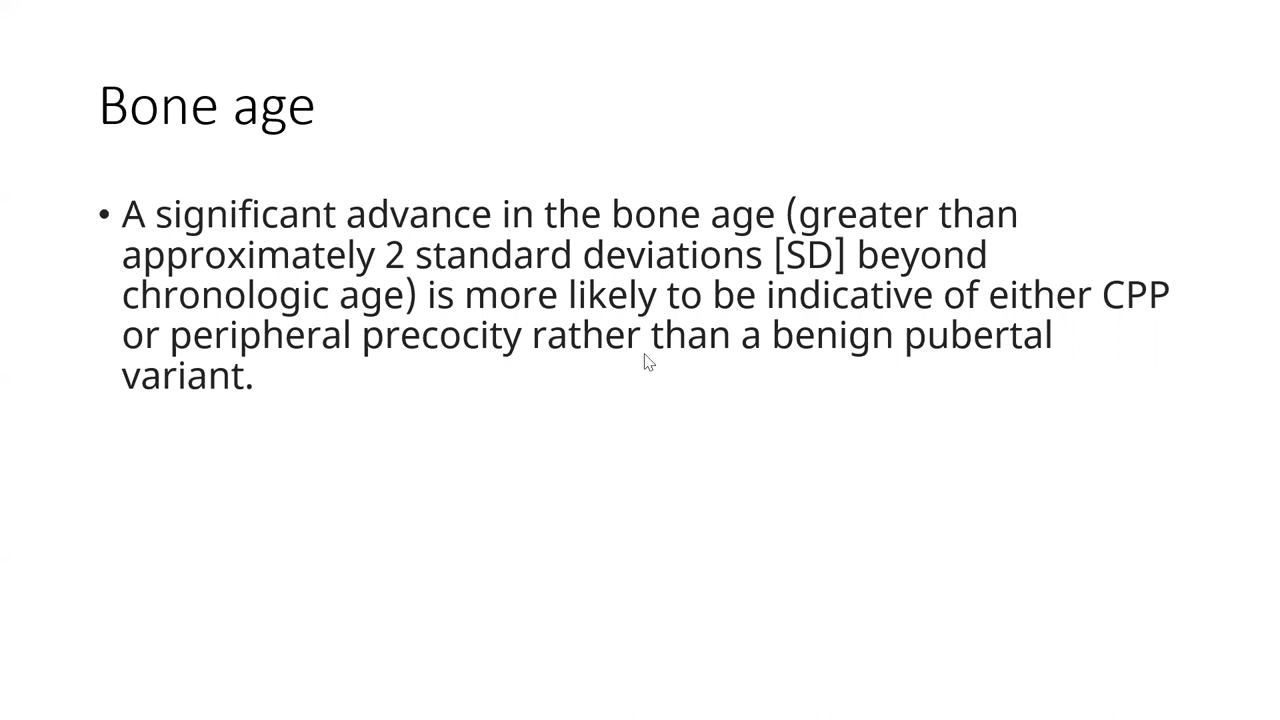 Bone age
• A significant advance in the bone age (greater than
approximately 2 standard deviations [SD] beyond
chronologic age) is more likely to be indicative of either CPP
or peripheral precocity rather than a benign pubertal
variant.